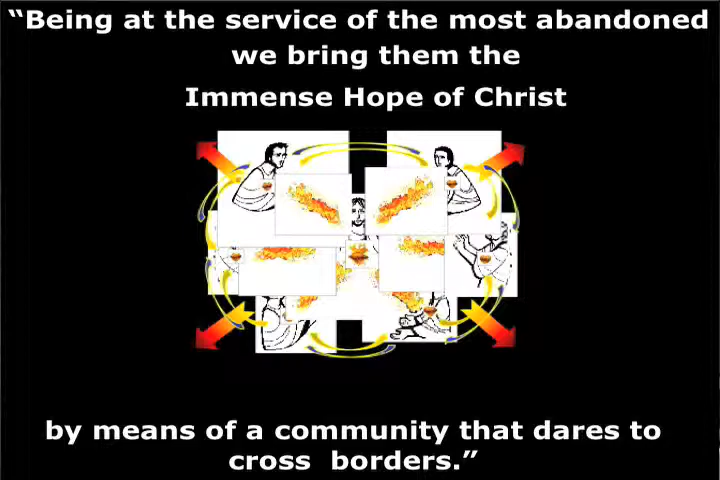 “Being at the service of the most abandoned
we bring them the
Immense Hope of Christ
by means of a community that dares to
cross borders.”